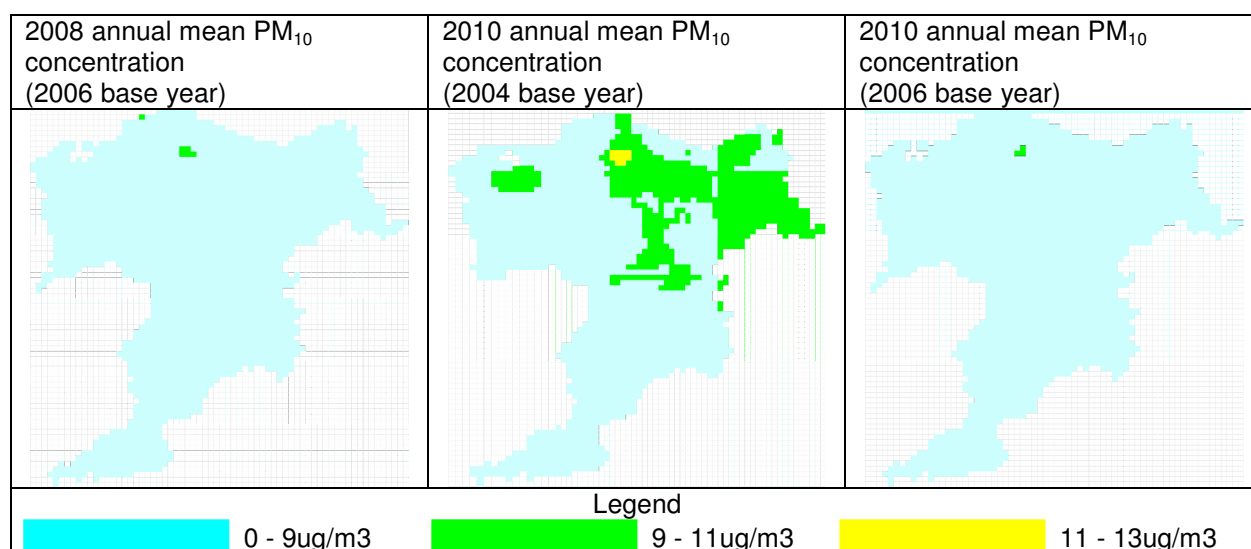 2008 annual mean PM₁₀
concentration
(2006 base year)
2010 annual mean PM₁₀
concentration
(2004 base year)
2010 annual mean PM₁₀
concentration
(2006 base year)
Legend
0 - 9ug/m3
9 - 11ug/m3
11 - 13ug/m3